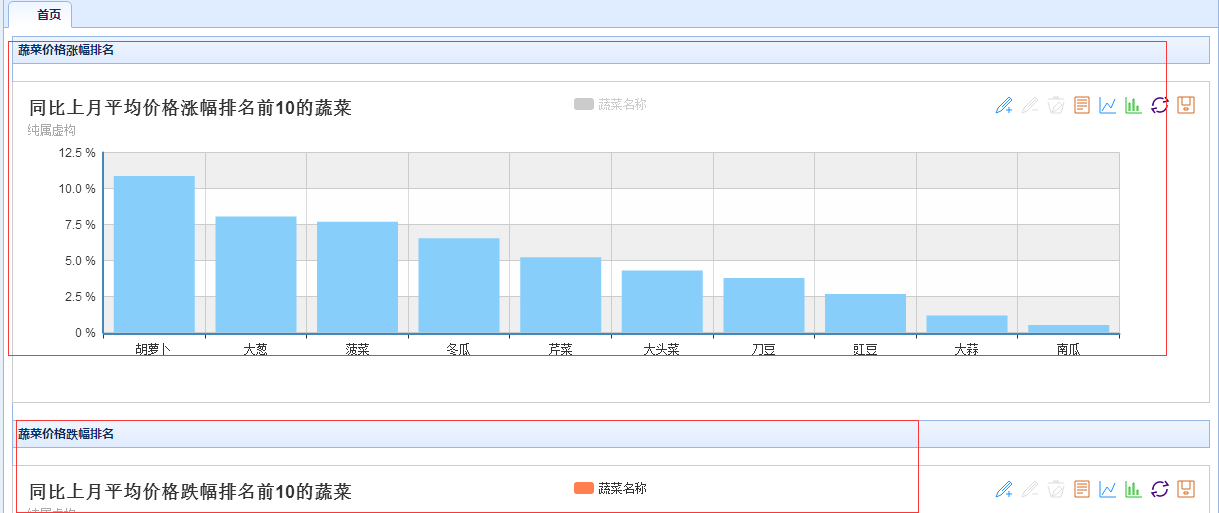 首页
蔬菜价格涨幅排名
同比上月平均价格涨幅排名前10的蔬菜
蔬菜名称
纯属虚构
12.5 %
10.0 %
7.5 %
5.0 %
2.5 %
0 %
胡萝卜 大葱 菠菜 冬瓜 芹菜 大头菜 刀豆 豇豆 大蒜 南瓜
蔬菜价格跌幅排名
同比上月平均价格跌幅排名前10的蔬菜
蔬菜名称